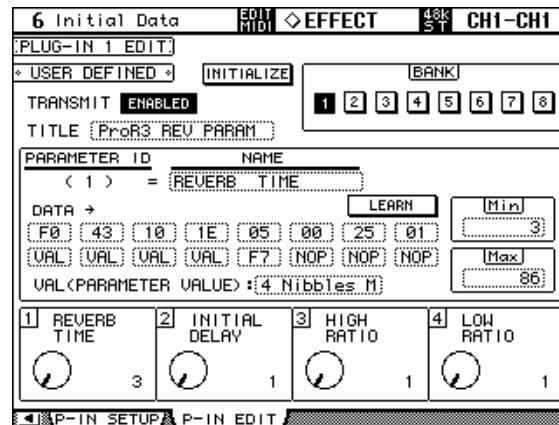 6 Initial Data EDIT MIDI ◇EFFECT 48k ST CH1-CH1
PLUG-IN 1 EDIT
USER DEFINED INITIALIZE BANK
TRANSMIT ENABLED 1 2 3 4 5 6 7 8
TITLE ProR3 REV PARAM
PARAMETER ID NAME
( 1 ) = REVERB TIME
DATA → LEARN Min
F0 43 10 1E 05 00 25 01 3
VAL VAL VAL VAL F7 NOP NOP NOP Max
VAL(PARAMETER VALUE): 4 Nibbles M 86
1 REVERB TIME 2 INITIAL DELAY 3 HIGH RATIO 4 LOW RATIO
3 1 1 1
P-IN SETUP P-IN EDIT